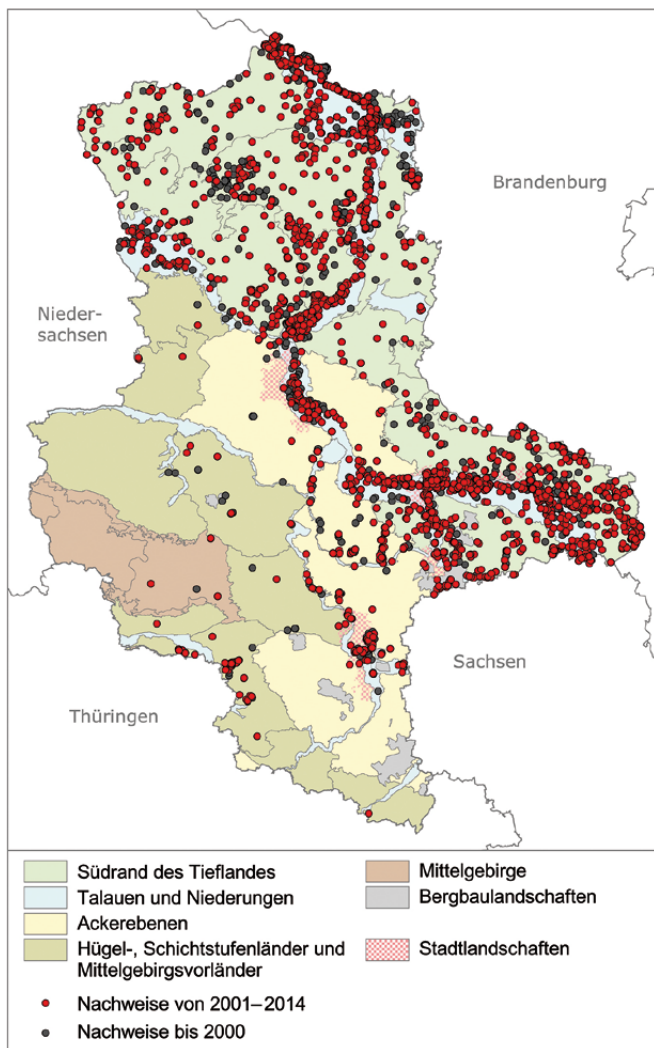 Brandenburg
Nieder-
sachsen
Sachsen
Thüringen
Südrand des Tieflandes
Talauen und Niederungen
Ackerebenen
Hügel-, Schichtstufenländer und
Mittelgebirgsvorländer
Mittelgebirge
Bergbaulandschaften
Stadtlandschaften
Nachweise von 2001–2014
Nachweise bis 2000